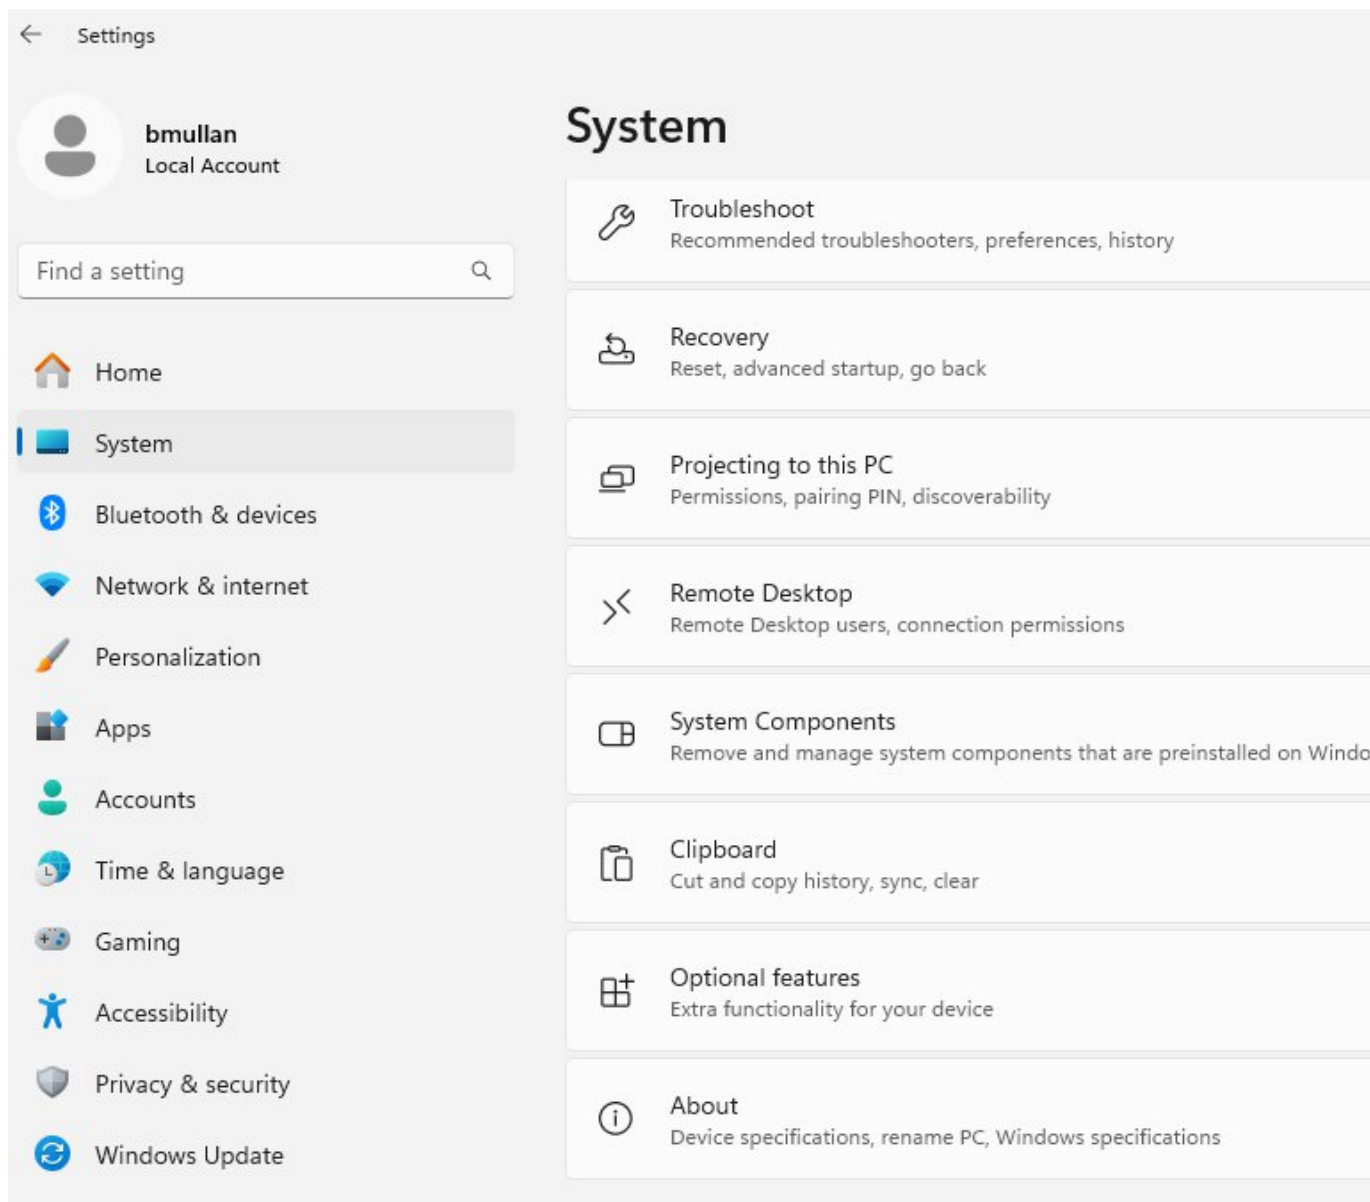 Settings
bmullan
Local Account
Find a setting
Home
System
Bluetooth & devices
Network & internet
Personalization
Apps
Accounts
Time & language
Gaming
Accessibility
Privacy & security
Windows Update
System
Troubleshoot
Recommended troubleshooters, preferences, history
Recovery
Reset, advanced startup, go back
Projecting to this PC
Permissions, pairing PIN, discoverability
Remote Desktop
Remote Desktop users, connection permissions
System Components
Remove and manage system components that are preinstalled on Windo
Clipboard
Cut and copy history, sync, clear
Optional features
Extra functionality for your device
About
Device specifications, rename PC, Windows specifications